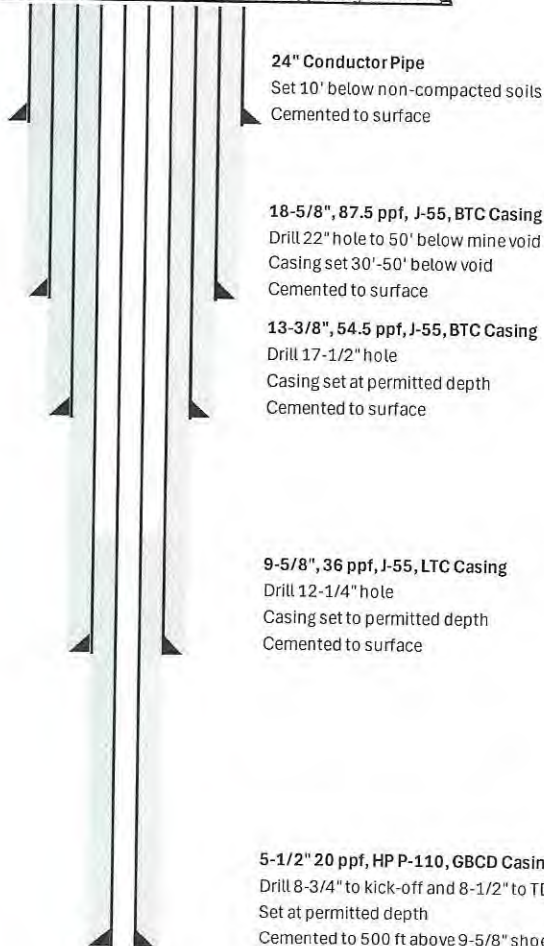 24" Conductor Pipe
Set 10' below non-compacted soils
Cemented to surface
18-5/8", 87.5 ppf, J-55, BTC Casing
Drill 22" hole to 50' below mine void
Casing set 30'-50' below void
Cemented to surface
13-3/8", 54.5 ppf, J-55, BTC Casing
Drill 17-1/2" hole
Casing set at permitted depth
Cemented to surface
9-5/8", 36 ppf, J-55, LTC Casing
Drill 12-1/4" hole
Casing set to permitted depth
Cemented to surface
5-1/2" 20 ppf, HP P-110, GBCD Casin
Drill 8-3/4" to kick-off and 8-1/2" to TD
Set at permitted depth
Cemented to 500 ft above 9-5/8" shoe